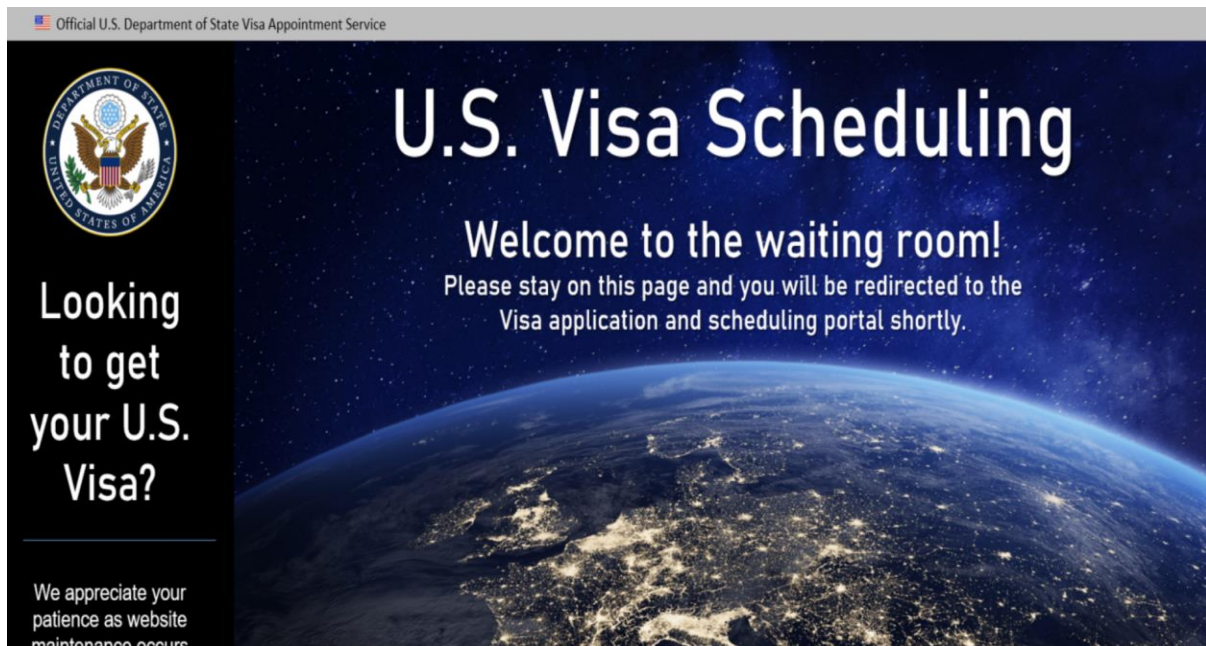 Official U.S. Department of State Visa Appointment Service
DEPARTMENT OF STATE
UNITED STATES OF AMERICA
Looking
to get
your U.S.
Visa?
We appreciate your
patience as website
maintenance occurs
U.S. Visa Scheduling
Welcome to the waiting room!
Please stay on this page and you will be redirected to the
Visa application and scheduling portal shortly.